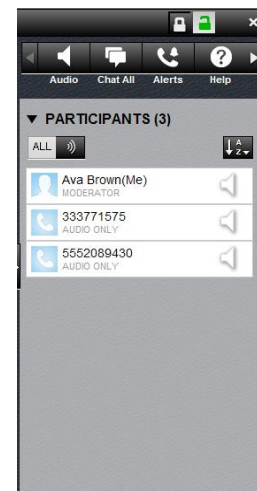 Audio Chat All Alerts Help
PARTICIPANTS (3)
ALL
Ava Brown(Me)
MODERATOR
333771575
AUDIO ONLY
5552089430
AUDIO ONLY